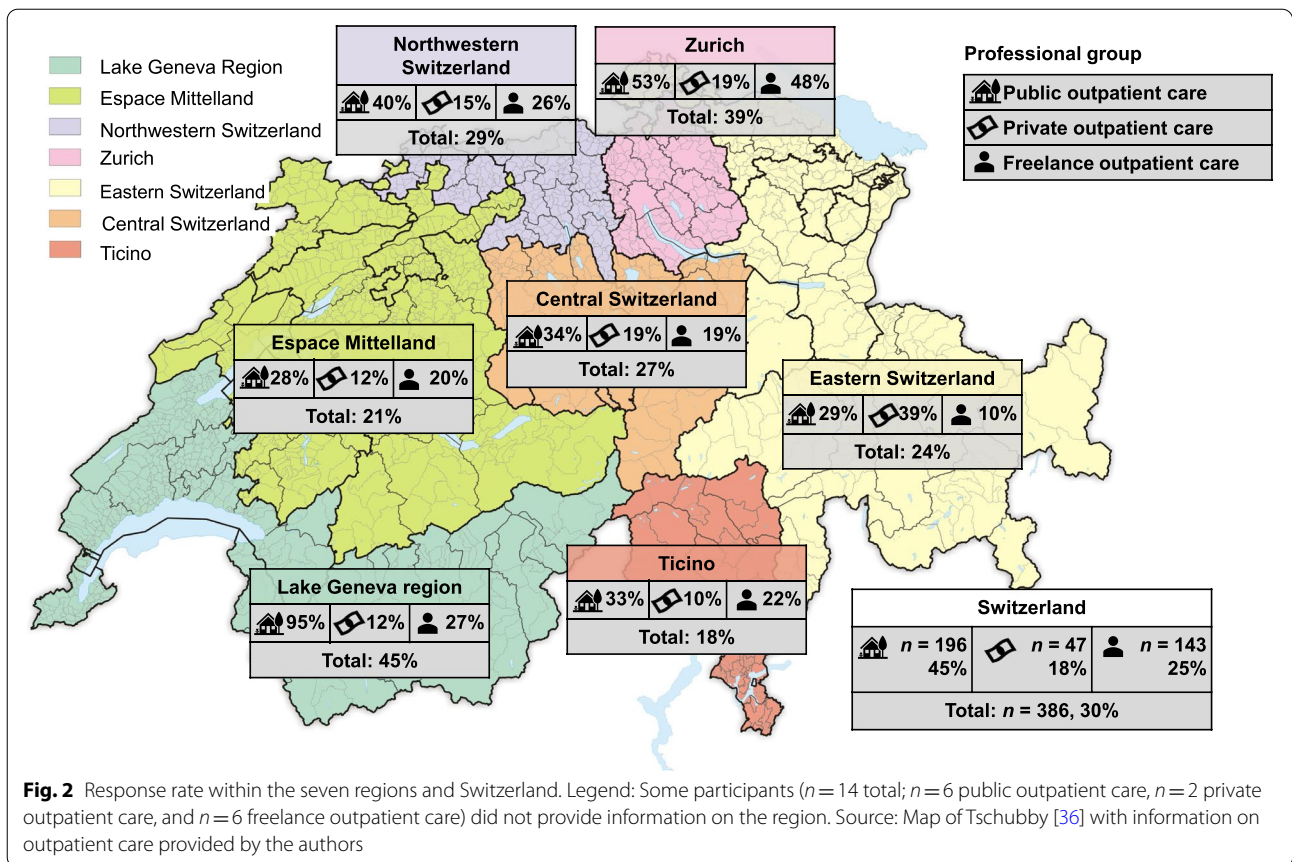 Lake Geneva Region
Espace Mittelland
Northwestern Switzerland
Zurich
Eastern Switzerland
Central Switzerland
Ticino
Northwestern
Switzerland
40% 15% 26%
Total: 29%
Zurich
53% 19% 48%
Total: 39%
Professional group
Public outpatient care
Private outpatient care
Freelance outpatient care
Central Switzerland
34% 19% 19%
Total: 27%
Espace Mittelland
28% 12% 20%
Total: 21%
Eastern Switzerland
29% 39% 10%
Total: 24%
Lake Geneva region
95% 12% 27%
Total: 45%
Ticino
33% 10% 22%
Total: 18%
Switzerland
n = 196 n = 47 n = 143
45% 18% 25%
Total: n = 386, 30%
Fig. 2 Response rate within the seven regions and Switzerland. Legend: Some participants (n = 14 total; n = 6 public outpatient care, n = 2 private
outpatient care, and n = 6 freelance outpatient care) did not provide information on the region. Source: Map of Tschubby [36] with information on
outpatient care provided by the authors